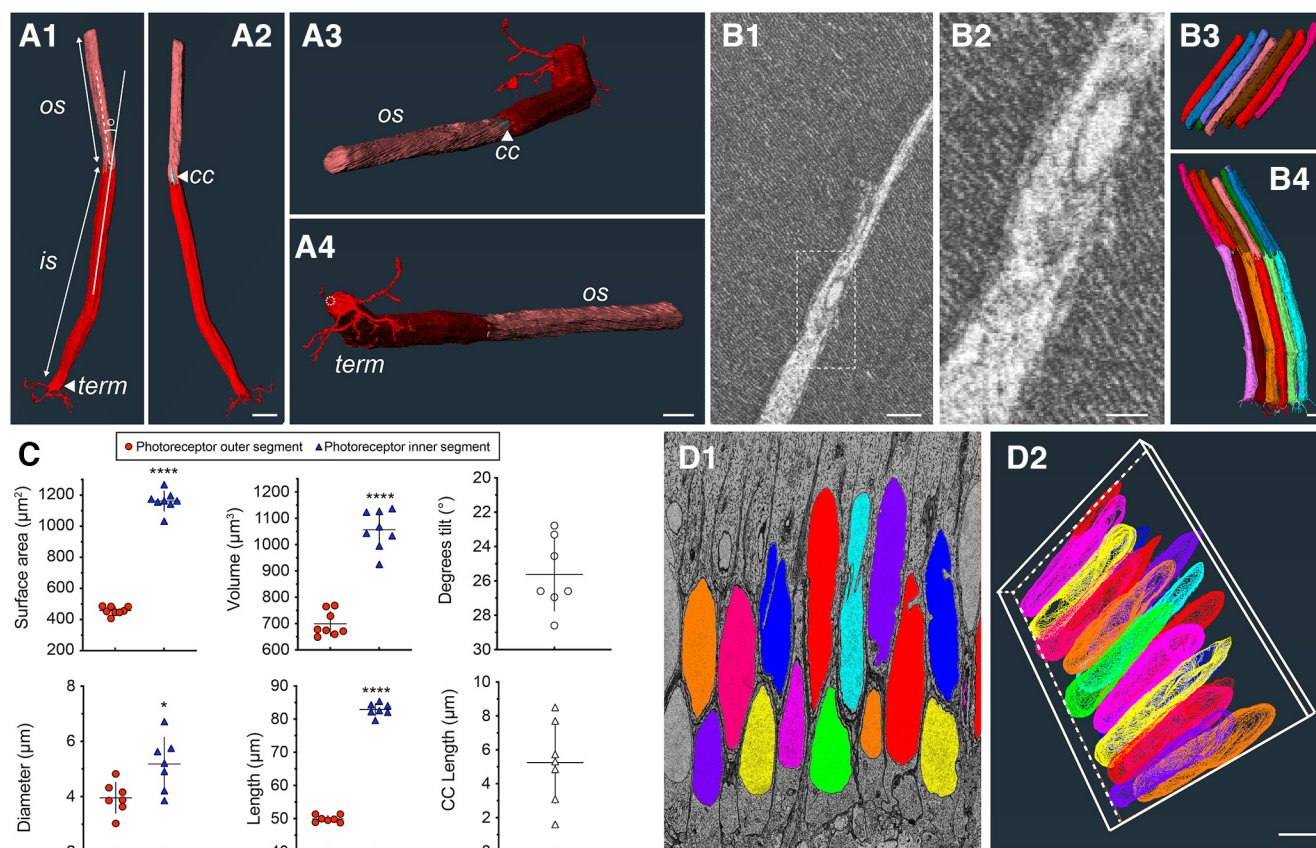 A1
A2
A3
B1
B2
B3
os
°
cc
is
term
os
cc
A4
os
term
B4
C
Photoreceptor outer segment
Photoreceptor inner segment
Surface area (µm²)
1200
1000
800
600
400
200
****
Volume (µm³)
1200
1100
1000
900
800
700
600
****
Degrees tilt (°)
20
22
24
26
28
30
Diameter (µm)
8
6
4
*
Length (µm)
90
80
70
60
50
****
CC Length (µm)
10
8
6
4
2
D1
D2